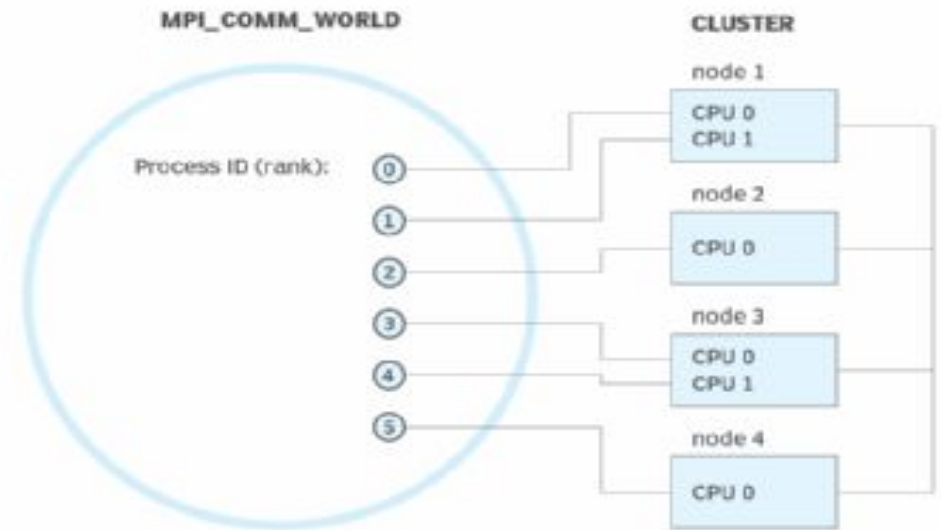 MPI_COMM_WORLD
CLUSTER
Process ID (rank):
0
1
2
3
4
5
node 1
CPU 0
CPU 1
node 2
CPU 0
node 3
CPU 0
CPU 1
node 4
CPU 0